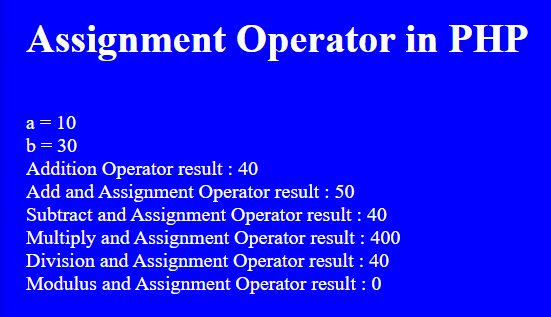 Assignment Operator in PHP
a = 10
b = 30
Addition Operator result : 40
Add and Assignment Operator result : 50
Subtract and Assignment Operator result : 40
Multiply and Assignment Operator result : 400
Division and Assignment Operator result : 40
Modulus and Assignment Operator result : 0